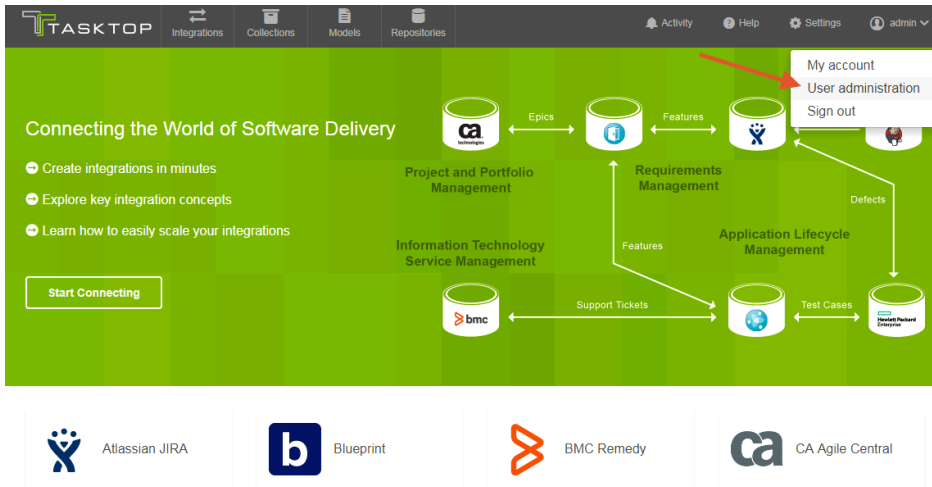 TASKTOP
Integrations
Collections
Models
Repositories
Activity
Help
Settings
admin
My account
User administration
Sign out
Connecting the World of Software Delivery
Create integrations in minutes
Explore key integration concepts
Learn how to easily scale your integrations
Start Connecting
ca
technologies
Epics
Features
Project and Portfolio
Management
Requirements
Management
Defects
Information Technology
Service Management
Features
Application Lifecycle
Management
bmc
Support Tickets
Test Cases
Hewlett Packard
Enterprise
Atlassian JIRA
b
Blueprint
BMC Remedy
ca
CA Agile Central